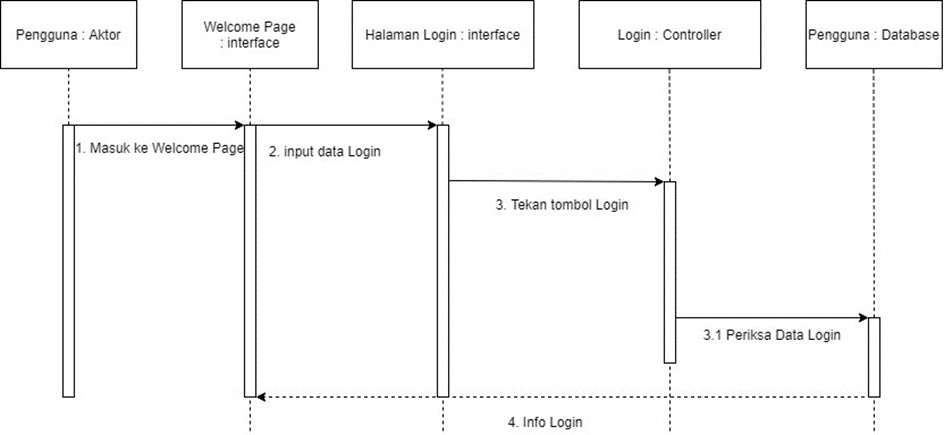 Pengguna : Aktor
Welcome Page
: interface
Halaman Login : interface
Login : Controller
Pengguna : Database
1. Masuk ke Welcome Page
2. input data Login
3. Tekan tombol Login
3.1 Periksa Data Login
4. Info Login